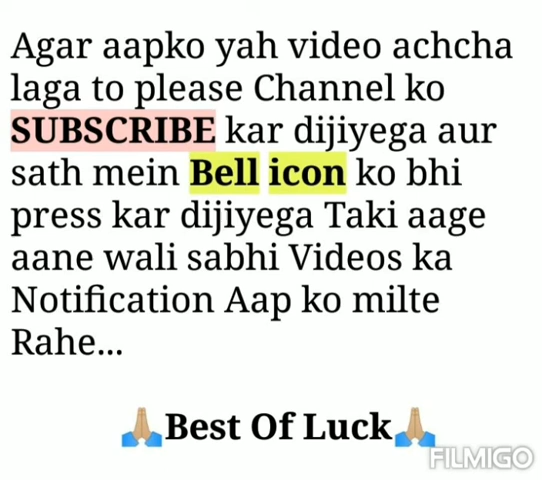 Agar aapko yah video achcha
laga to please Channel ko
SUBSCRIBE kar dijiyega aur
sath mein Bell icon ko bhi
press kar dijiyega Taki aage
aane wali sabhi Videos ka
Notification Aap ko milte
Rahe...
🙏Best Of Luck🙏
FILMIGO